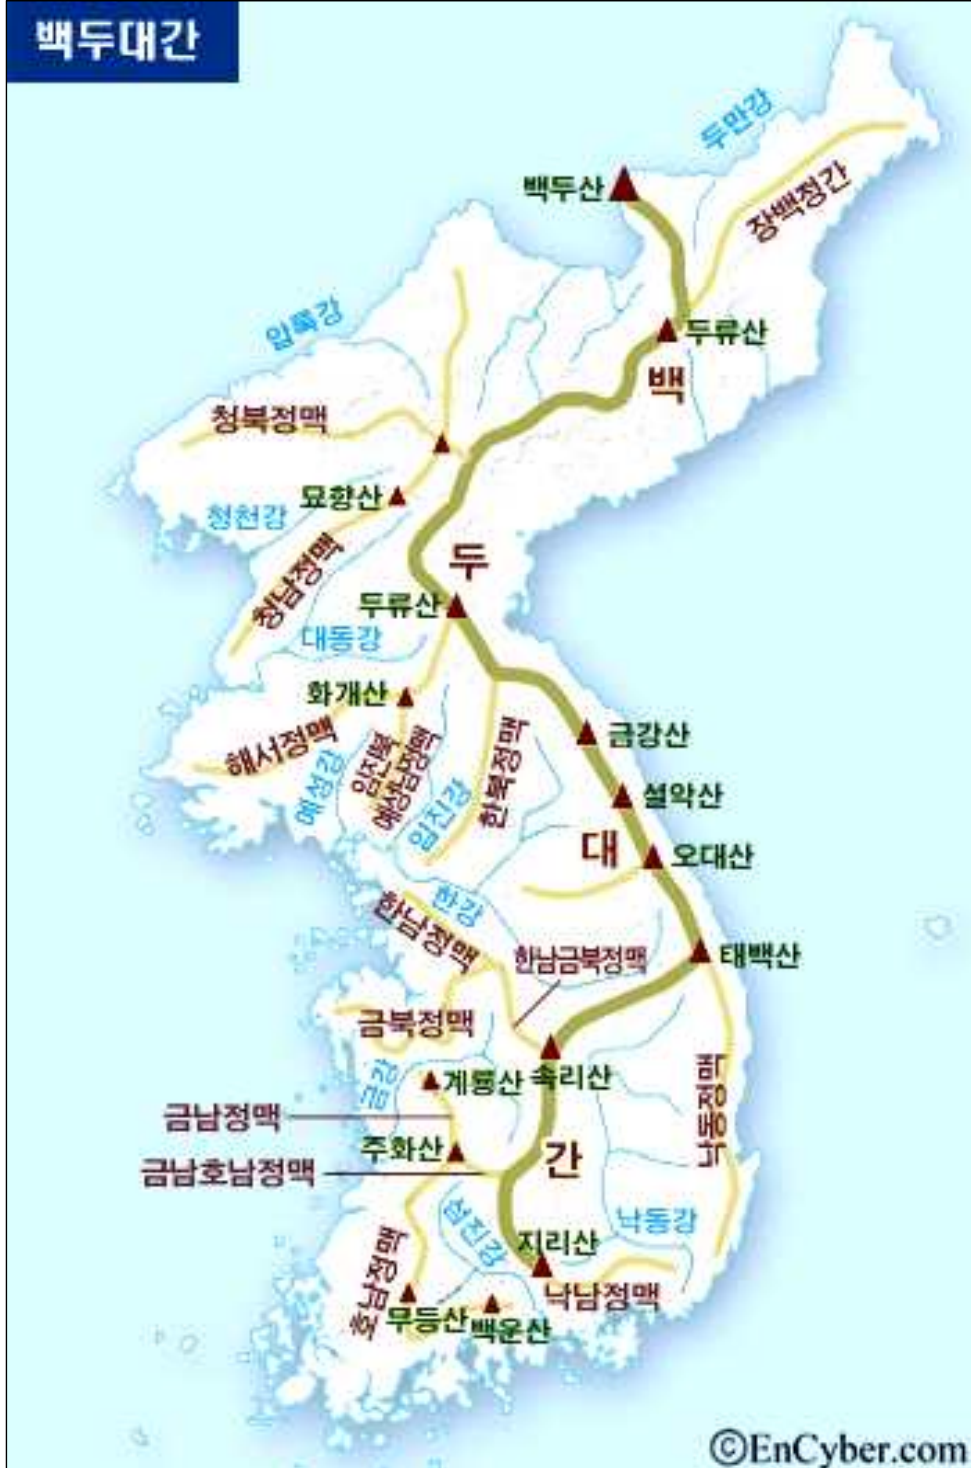 백두대간
두만강
백두산
장백정간
압록강
두류산
백
청북정맥
묘향산
청천강
두
청남정맥
두류산
대동강
화개산
금강산
해서정맥
임진북
예성남정맥
한북정맥
예성강
임진강
설악산
대
오대산
한강
한남정맥
한남금북정맥
태백산
금북정맥
속리산
금강
계룡산
낙동정맥
금남정맥
주화산
간
금남호남정맥
섬진강
낙동강
지리산
호남정맥
낙남정맥
무등산
백운산
©EnCyber.com